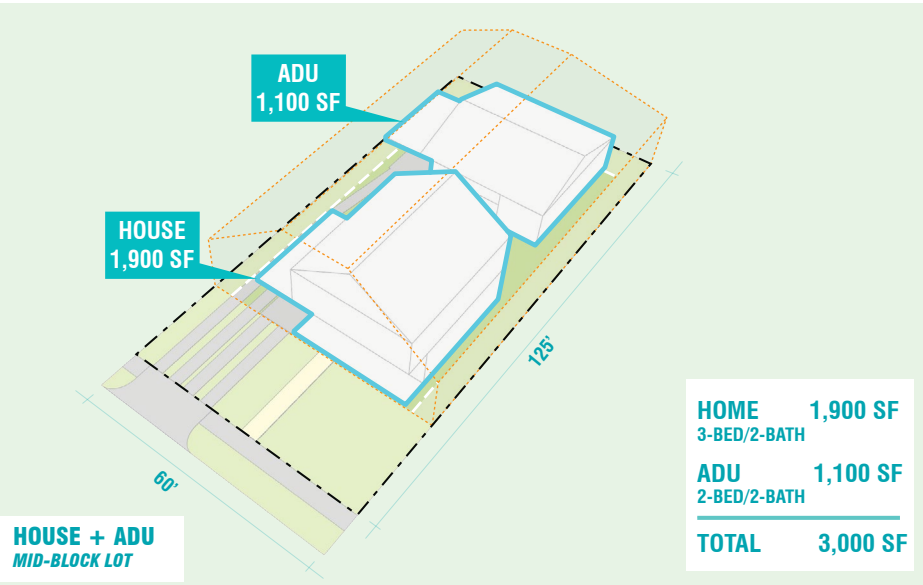 ADU
1,100 SF
HOUSE
1,900 SF
125’
60’
HOME 1,900 SF
3-BED/2-BATH
ADU 1,100 SF
2-BED/2-BATH
TOTAL 3,000 SF
HOUSE + ADU
MID-BLOCK LOT